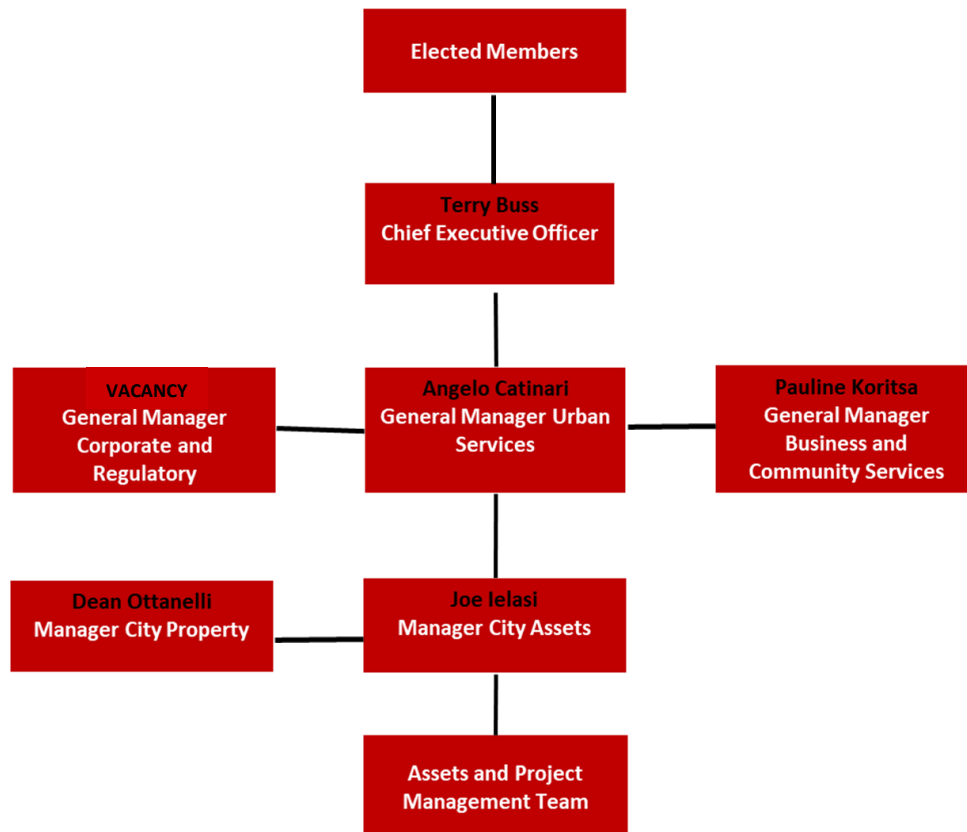 Elected Members
Terry Buss
Chief Executive Officer
VACANCY
General Manager
Corporate and
Regulatory
Angelo Catinari
General Manager Urban
Services
Pauline Koritsa
General Manager
Business and
Community Services
Dean Ottanelli
Manager City Property
Joe Ielasi
Manager City Assets
Assets and Project
Management Team